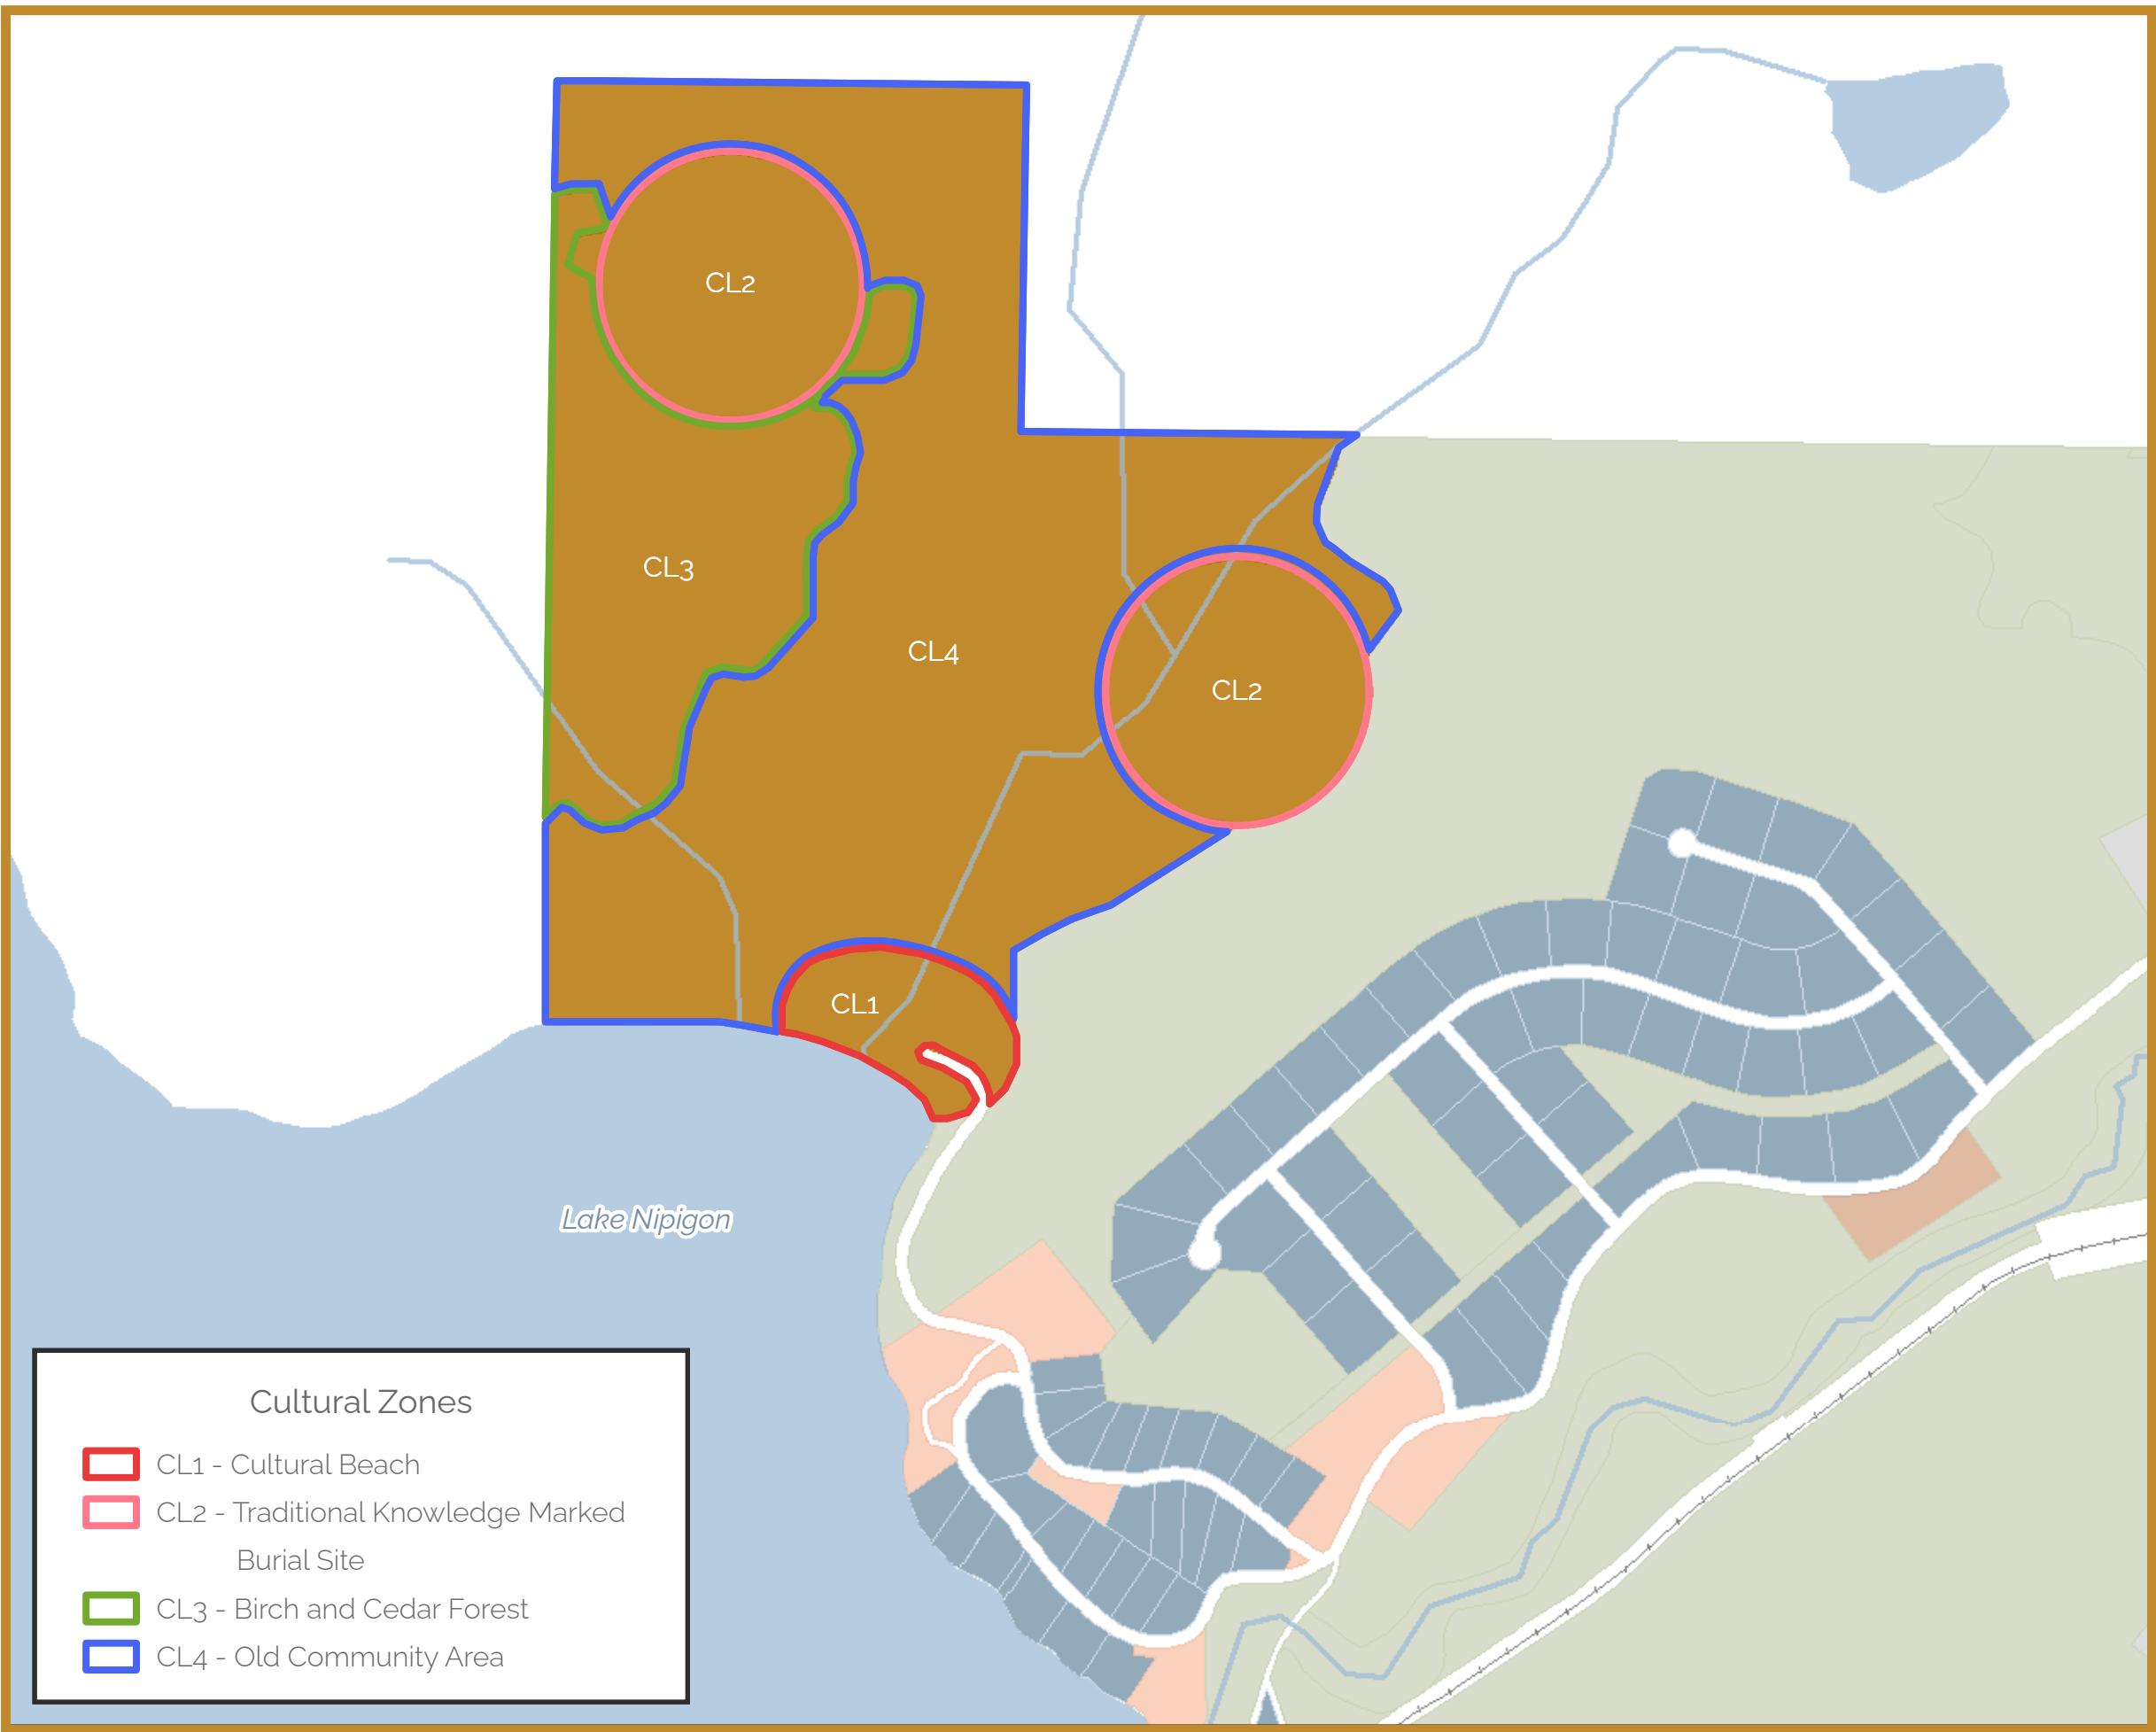 CL2
CL3
CL4
CL2
CL1
Lake Nipigon
Cultural Zones
CL1 - Cultural Beach
CL2 - Traditional Knowledge Marked
Burial Site
CL3 - Birch and Cedar Forest
CL4 - Old Community Area